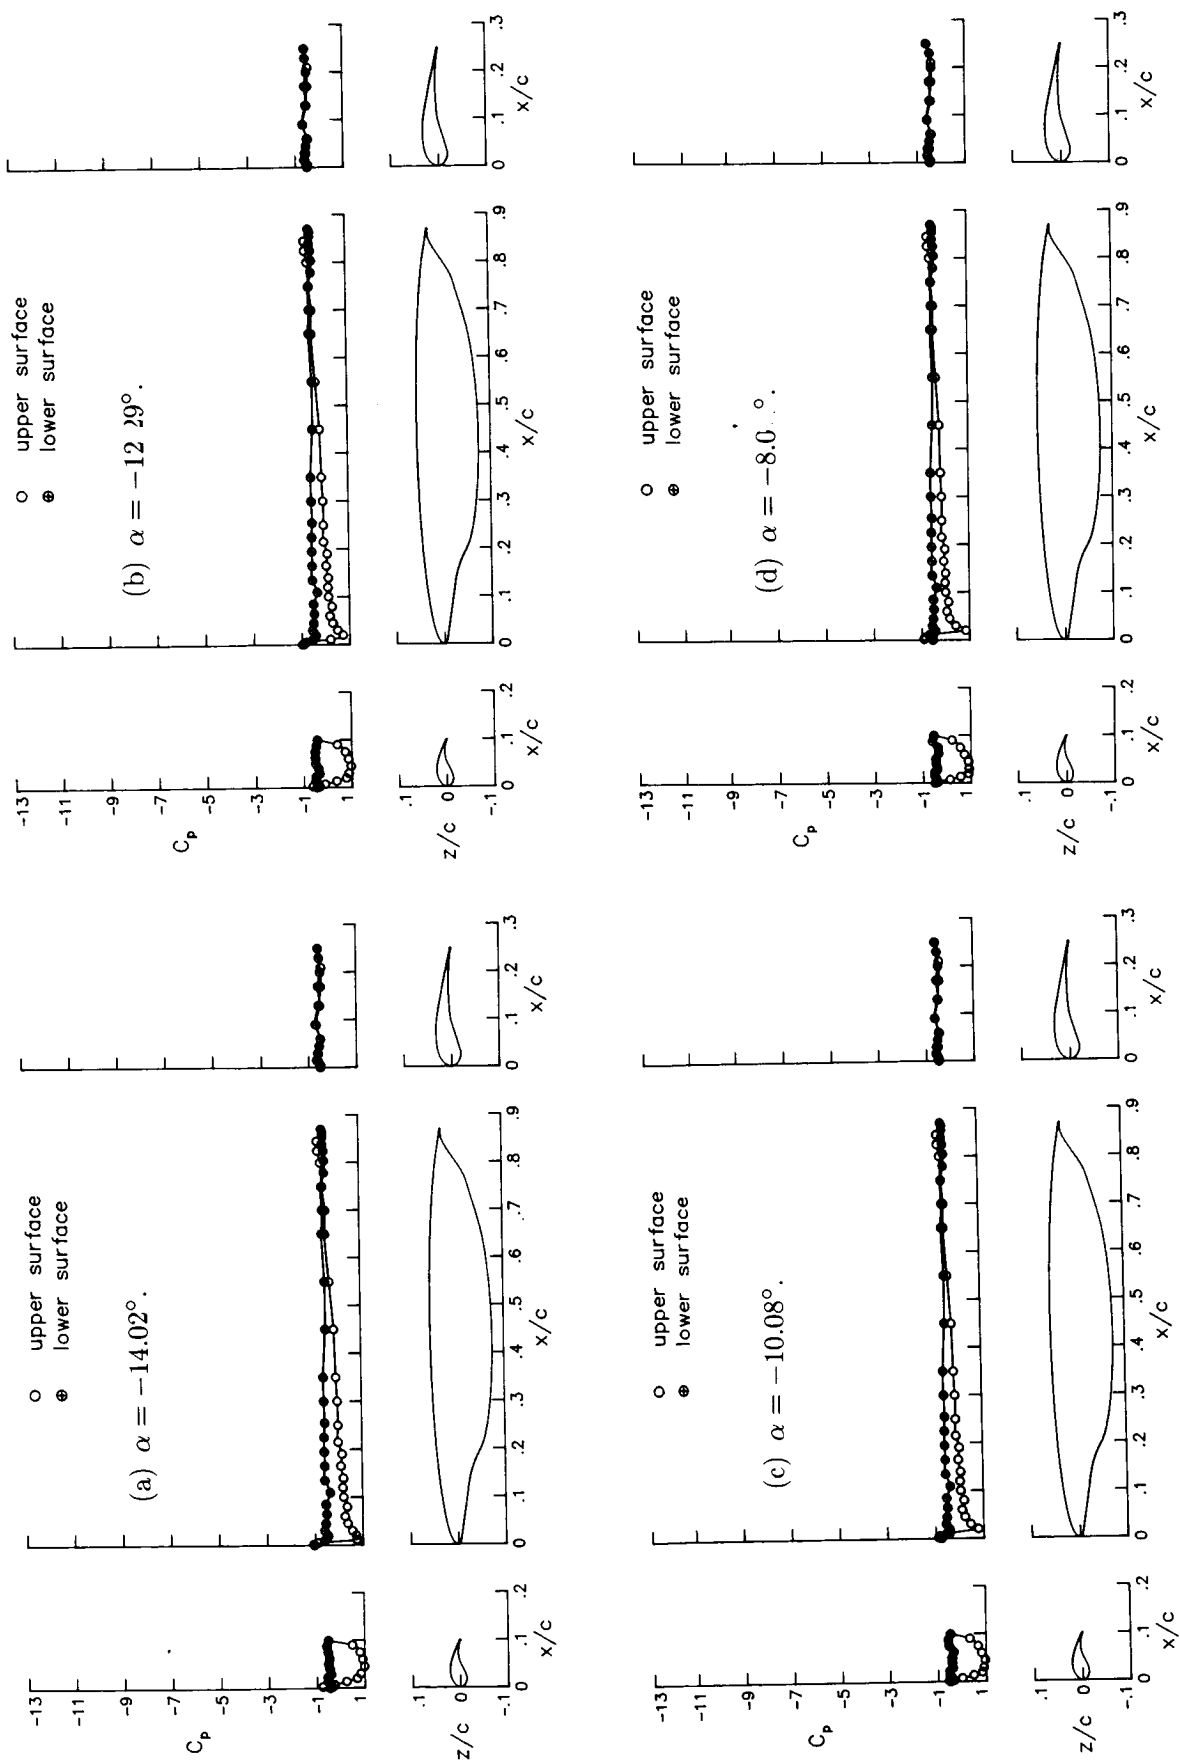 ○ upper surface
⊕ lower surface
(a) α = −14.02°.
-13
-11
-9
-7
-5
-3
-1
1
C_p
.1
0
-.1
z/c
0 .1 .2
x/c
0 .1 .2 .3 .4 .5 .6 .7 .8 .9
x/c
0 .1 .2 .3
x/c
○ upper surface
⊕ lower surface
(b) α = −12 29°.
-13
-11
-9
-7
-5
-3
-1
1
C_p
.1
0
-.1
z/c
0 .1 .2
x/c
0 .1 .2 .3 .4 .5 .6 .7 .8 .9
x/c
0 .1 .2 .3
x/c
○ upper surface
⊕ lower surface
(c) α = −10.08°.
-13
-11
-9
-7
-5
-3
-1
1
C_p
.1
0
-.1
z/c
0 .1 .2
x/c
0 .1 .2 .3 .4 .5 .6 .7 .8 .9
x/c
0 .1 .2 .3
x/c
○ upper surface
⊕ lower surface
(d) α =
-13
-11
-9
-7
-5
-3
-1
1
C_p
.1
0
-.1
z/c
0 .1 .2
x/c
0 .1 .2 .3 .4 .5 .6 .7 .8 .9
x/c
0 .1 .2 .3
x/c